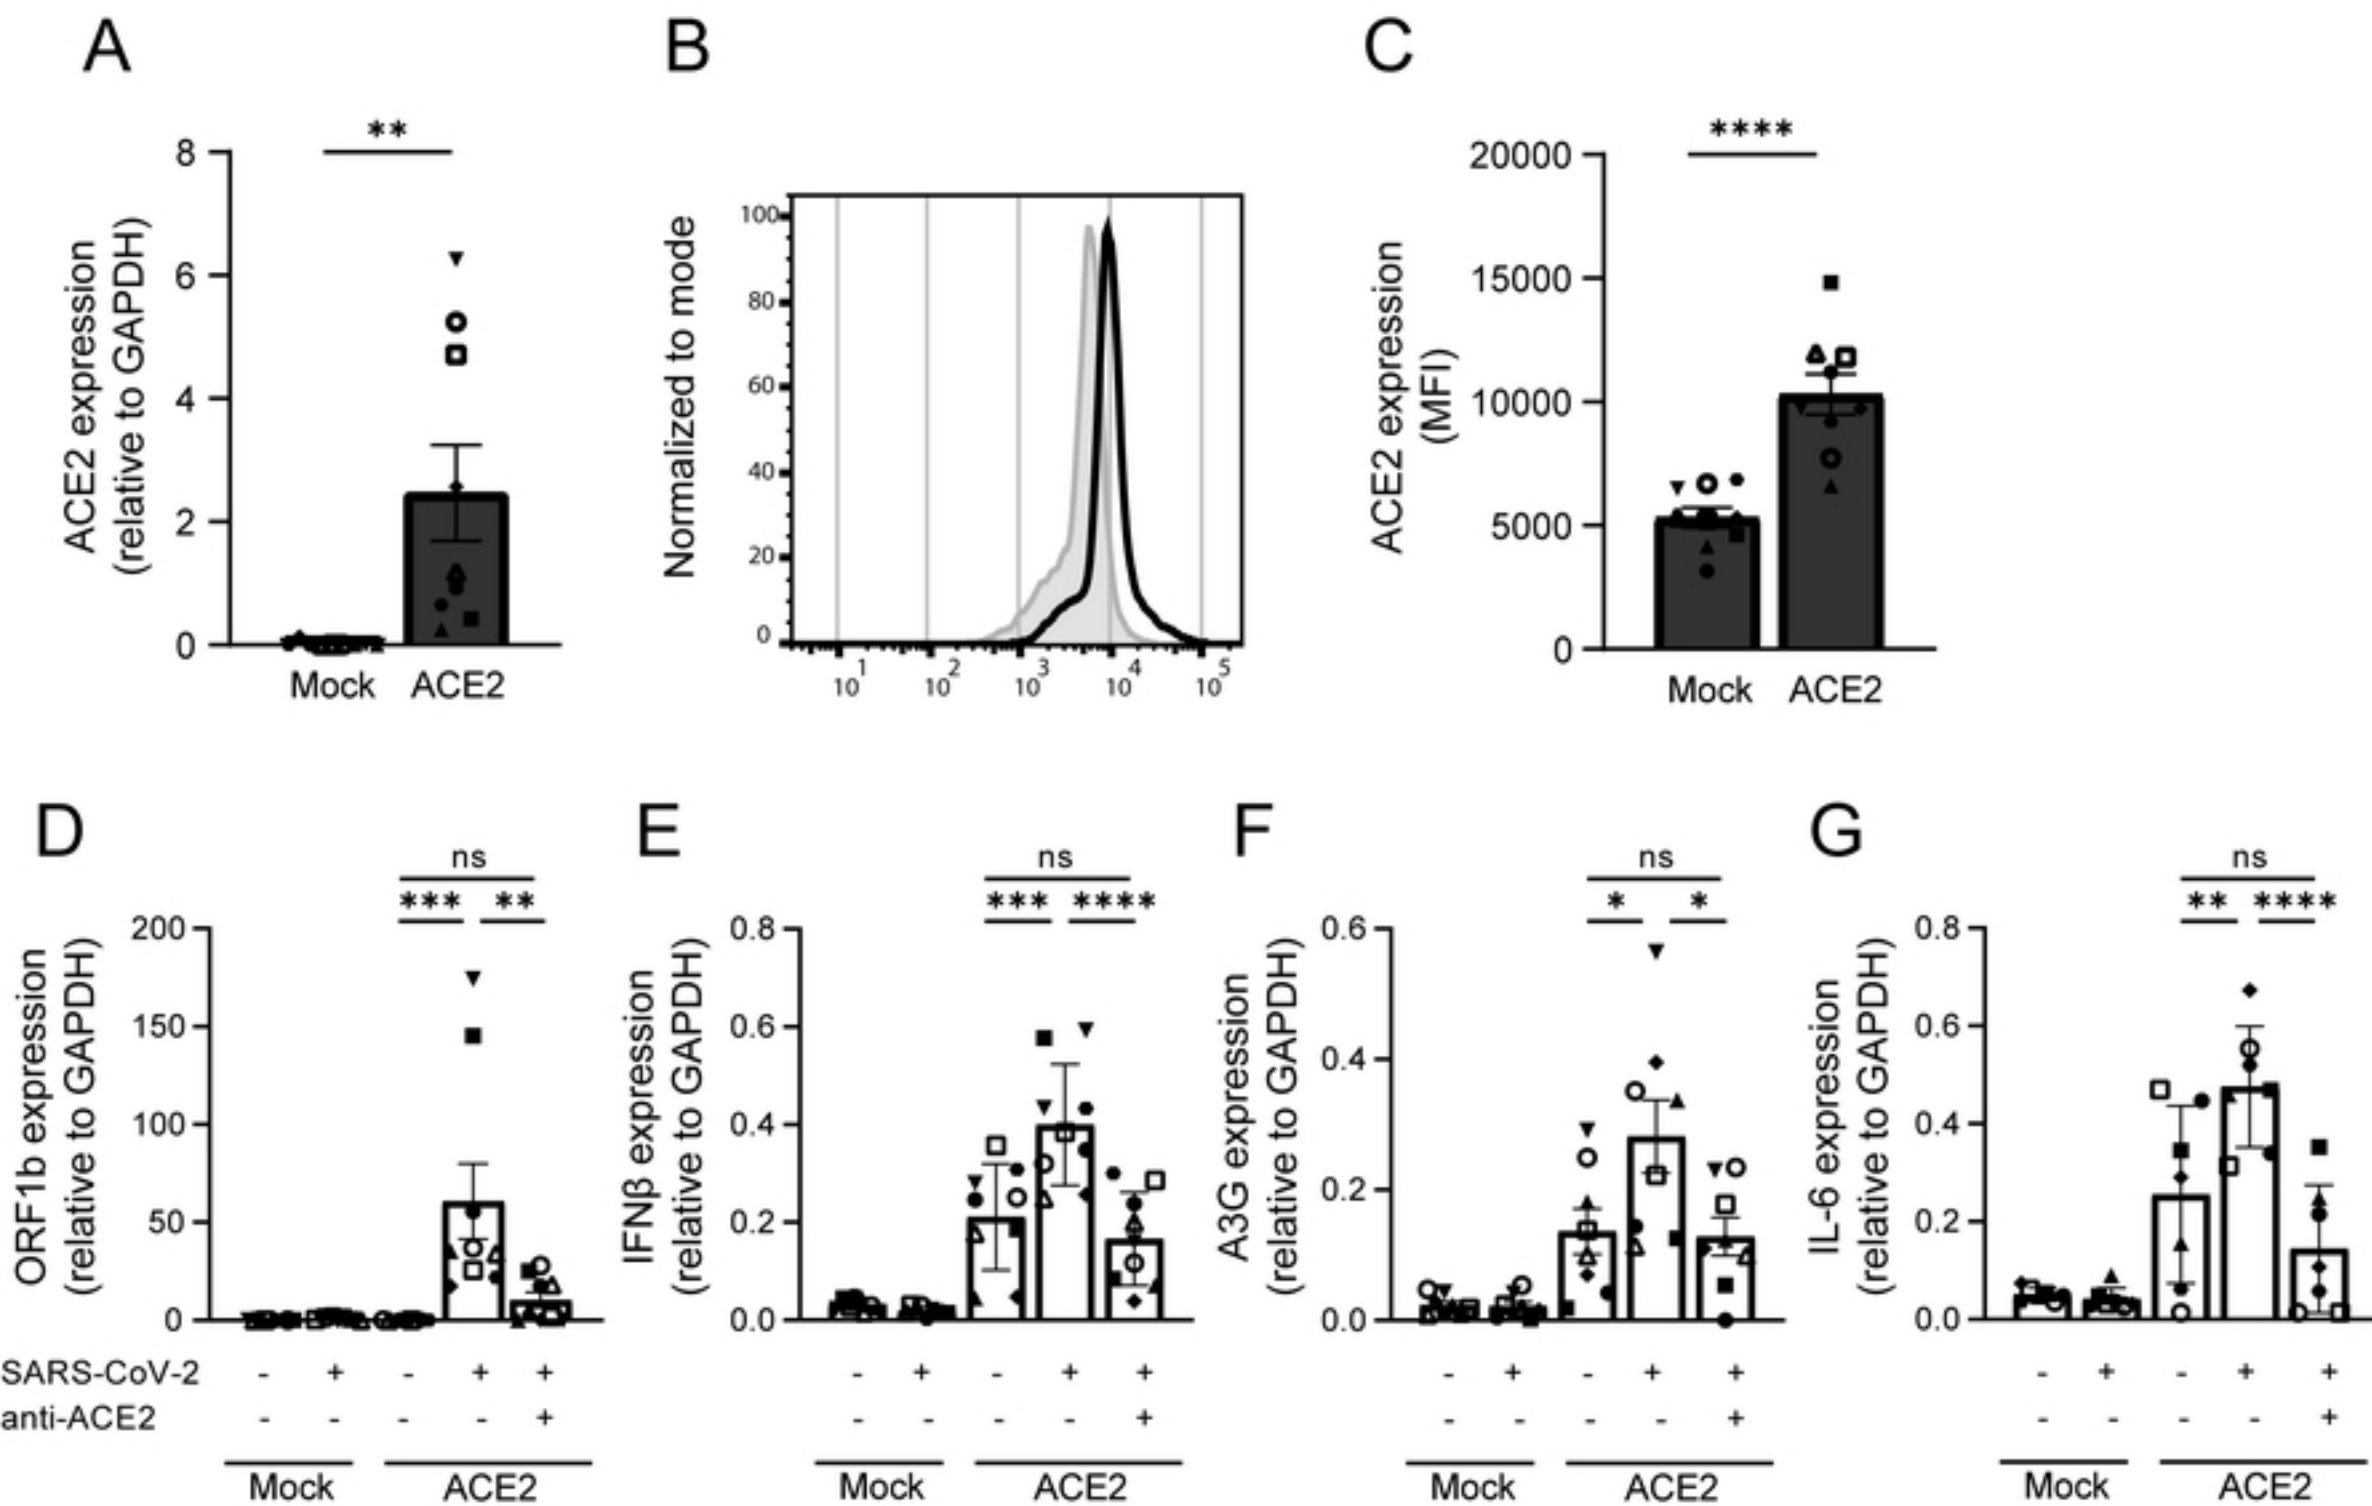 A
**
ACE2 expression
(relative to GAPDH)
8
6
4
2
0
Mock ACE2
B
Normalized to mode
100
80
60
40
20
0
10^1 10^2 10^3 10^4 10^5
C
****
ACE2 expression
(MFI)
20000
15000
10000
5000
0
Mock ACE2
D
ns
*** **
ORF1b expression
(relative to GAPDH)
200
150
100
50
0
SARS-CoV-2 - + - + +
anti-ACE2 - - - - +
Mock ACE2
E
ns
*** ****
IFNβ expression
(relative to GAPDH)
0.8
0.6
0.4
0.2
0.0
- + - + +
- - - - +
Mock ACE2
F
ns
* *
A3G expression
(relative to GAPDH)
0.6
0.4
0.2
0.0
- + - + +
- - - - +
Mock ACE2
G
ns
** ****
IL-6 expression
(relative to GAPDH)
0.8
0.6
0.4
0.2
0.0
- + - + +
- - - - +
Mock ACE2